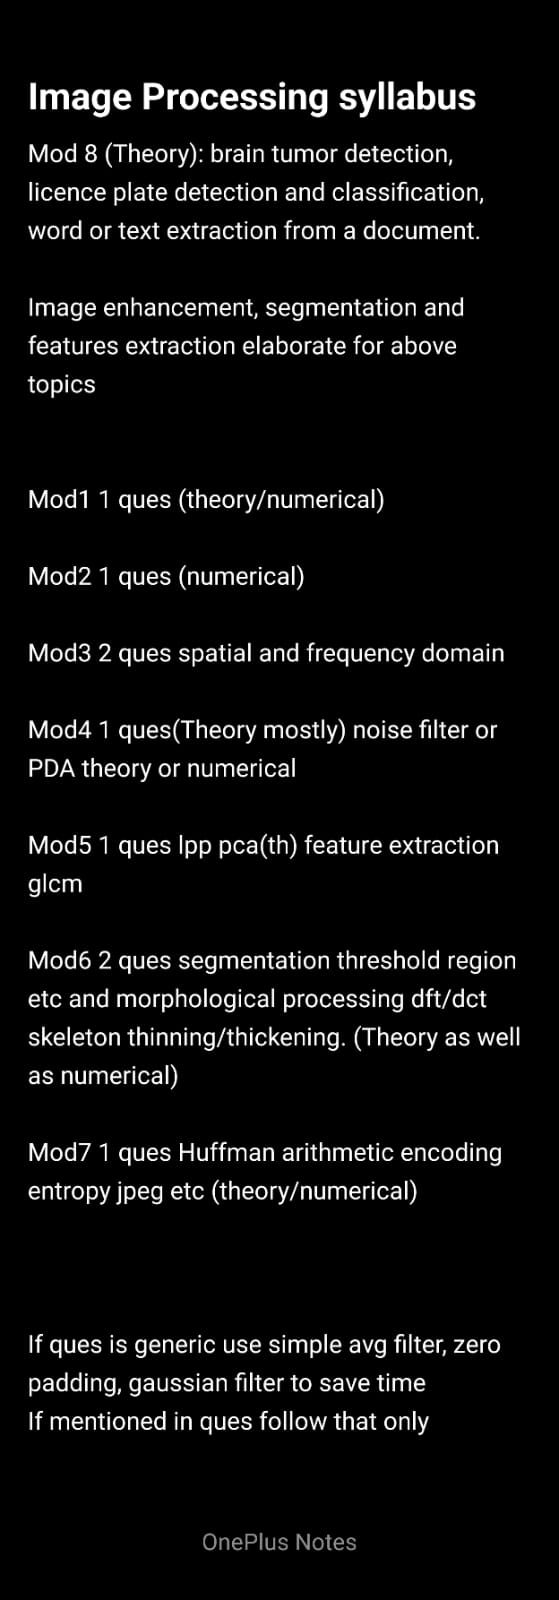 Image Processing syllabus
Mod 8 (Theory): brain tumor detection,
licence plate detection and classification,
word or text extraction from a document.
Image enhancement, segmentation and
features extraction elaborate for above
topics
Mod1 1 ques (theory/numerical)
Mod2 1 ques (numerical)
Mod3 2 ques spatial and frequency domain
Mod4 1 ques(Theory mostly) noise filter or
PDA theory or numerical
Mod5 1 ques lpp pca(th) feature extraction
glcm
Mod6 2 ques segmentation threshold region
etc and morphological processing dft/dct
skeleton thinning/thickening. (Theory as well
as numerical)
Mod7 1 ques Huffman arithmetic encoding
entropy jpeg etc (theory/numerical)
If ques is generic use simple avg filter, zero
padding, gaussian filter to save time
If mentioned in ques follow that only
OnePlus Notes